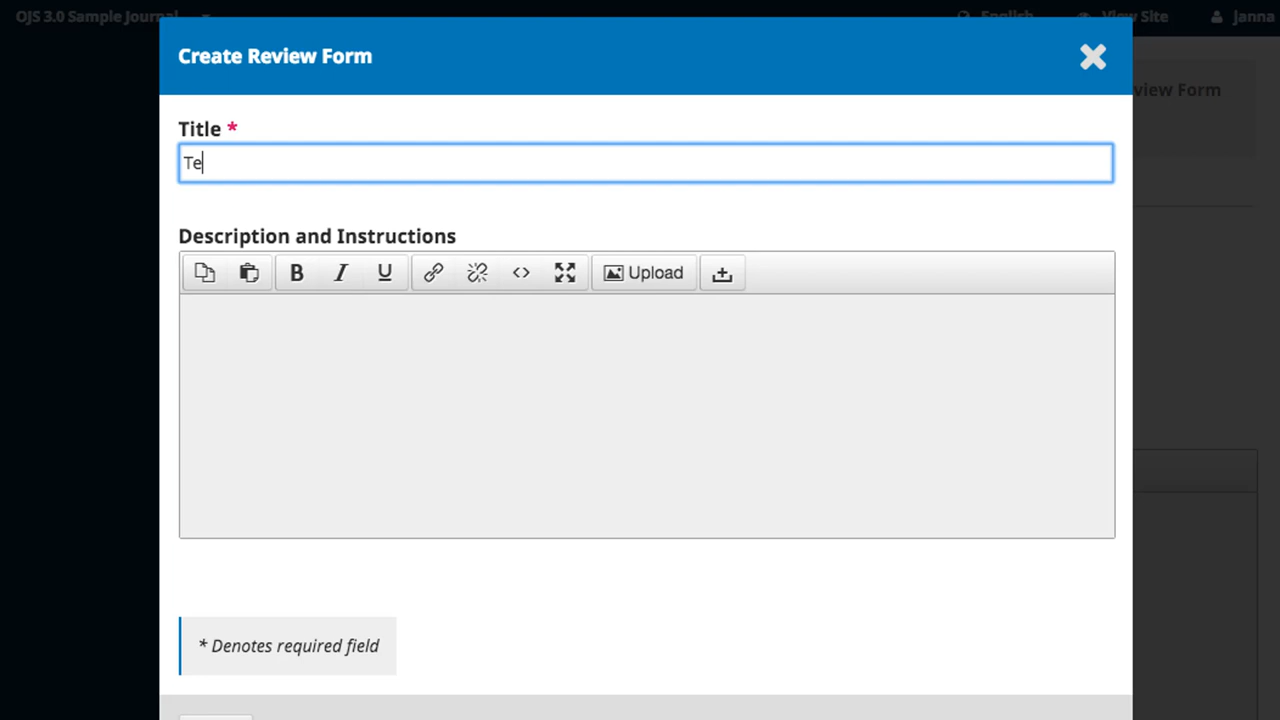 OJS 3.0 Sample Journal
English
View Site
Janna
Create Review Form
view Form
Title *
Te
Description and Instructions
B I U <> Upload
* Denotes required field